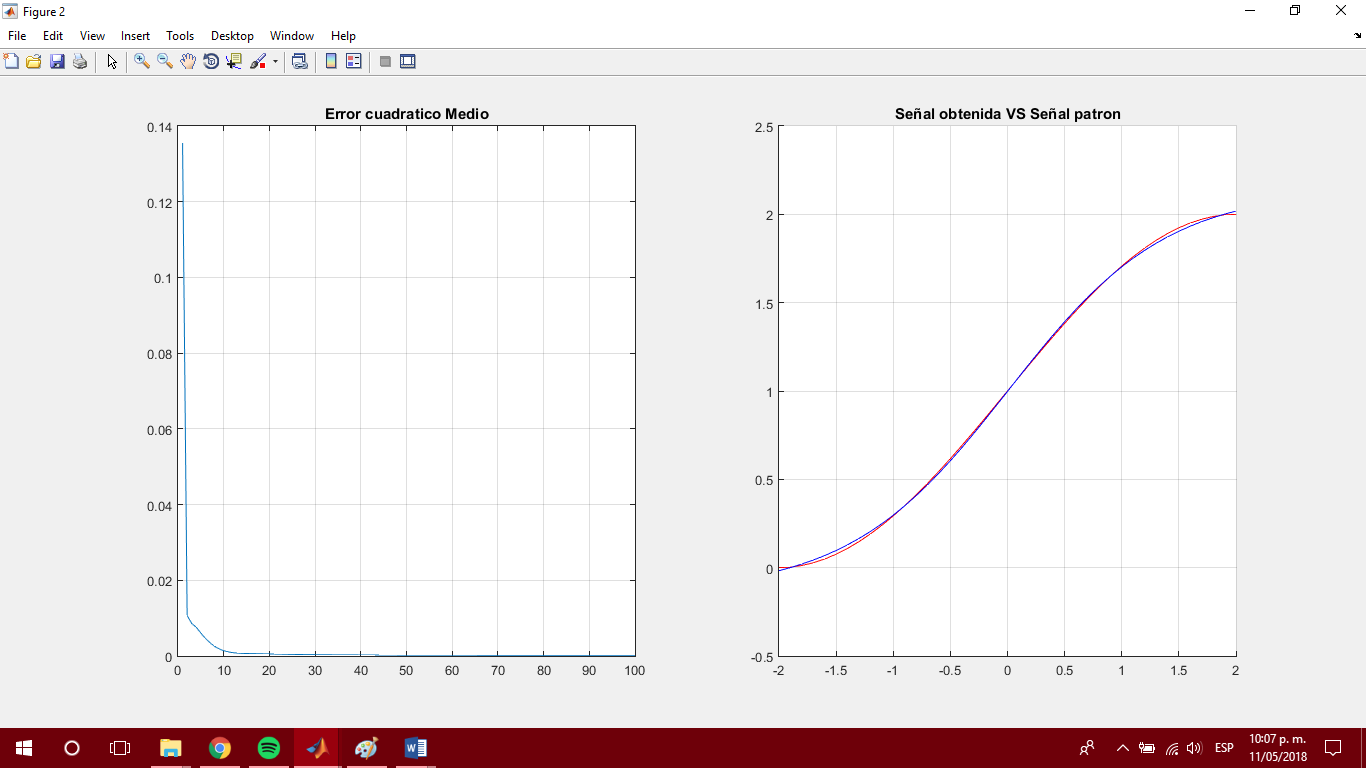 Figure 2
File Edit View Insert Tools Desktop Window Help
Error cuadratico Medio
0.14
0.12
0.1
0.08
0.06
0.04
0.02
0
0 10 20 30 40 50 60 70 80 90 100
Señal obtenida VS Señal patron
2.5
2
1.5
1
0.5
0
-0.5
-2 -1.5 -1 -0.5 0 0.5 1 1.5 2
ESP
10:07 p. m.
11/05/2018